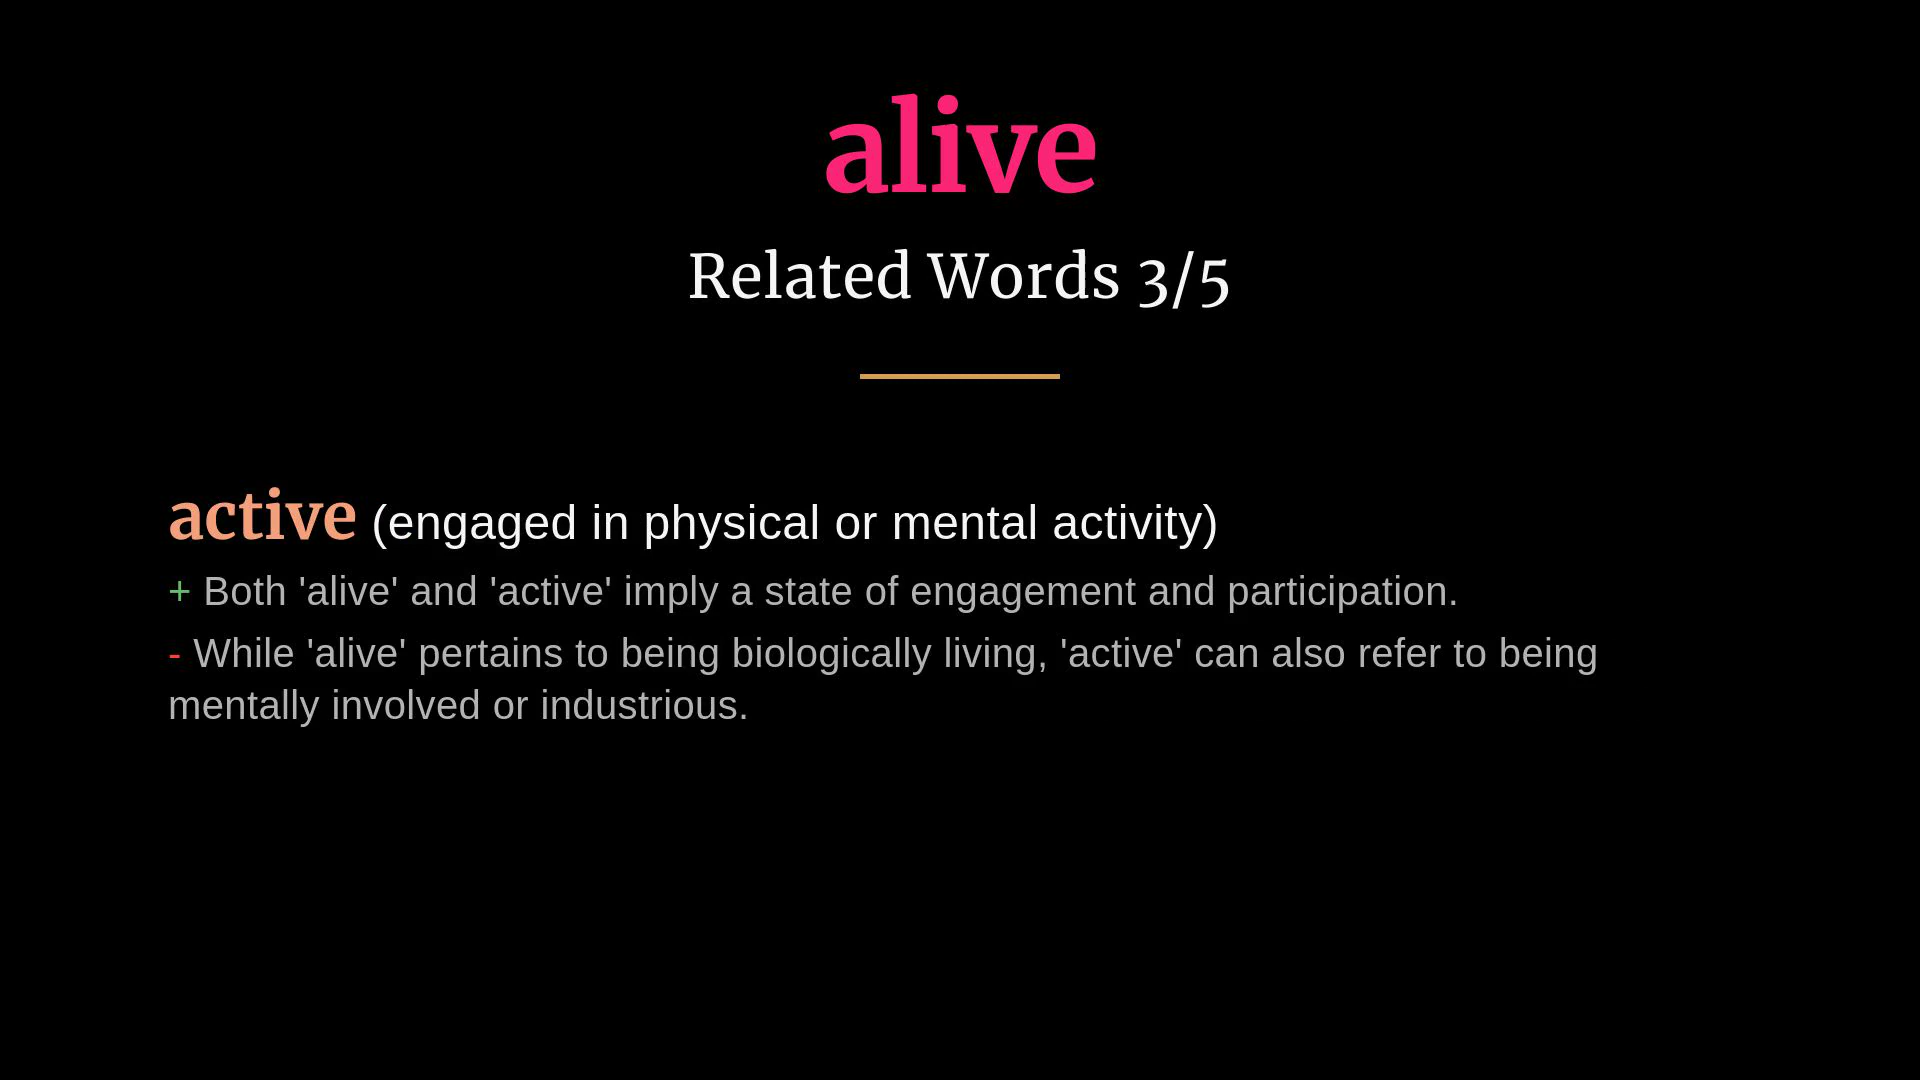 alive
Related Words 3/5
active (engaged in physical or mental activity)
+ Both 'alive' and 'active' imply a state of engagement and participation.
- While 'alive' pertains to being biologically living, 'active' can also refer to being
mentally involved or industrious.